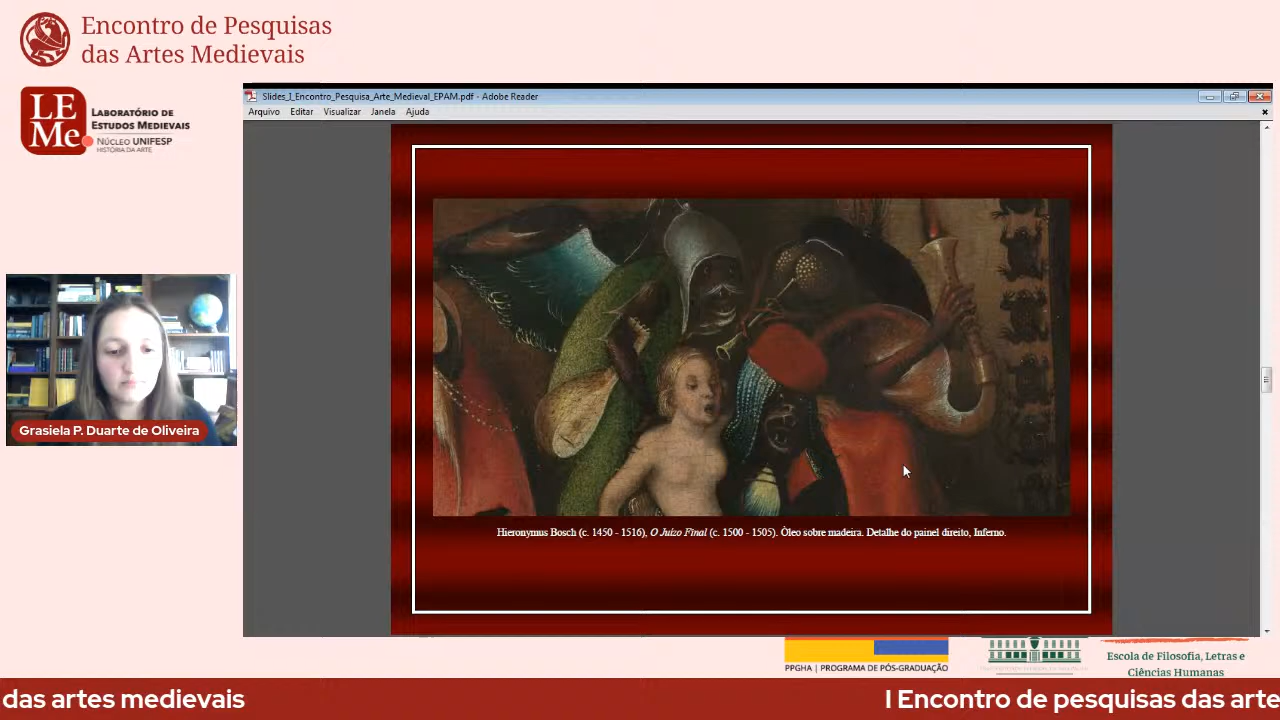 Encontro de Pesquisas
das Artes Medievais
LE
Me
LABORATÓRIO DE
ESTUDOS MEDIEVAIS
NÚCLEO UNIFESP
HISTÓRIA DA ARTE
Slides_I_Encontro_Pesquisa_Arte_Medieval_EPAM.pdf - Adobe Reader
Arquivo Editar Visualizar Janela Ajuda
Grasiela P. Duarte de Oliveira
Hieronymus Bosch (c. 1450 - 1516), O Juízo Final (c. 1500 - 1505). Óleo sobre madeira. Detalhe do painel direito, Inferno.
PPGHA | PROGRAMA DE PÓS-GRADUAÇÃO
Escola de Filosofia, Letras e
Ciências Humanas
das artes medievais
I Encontro de pesquisas das arte